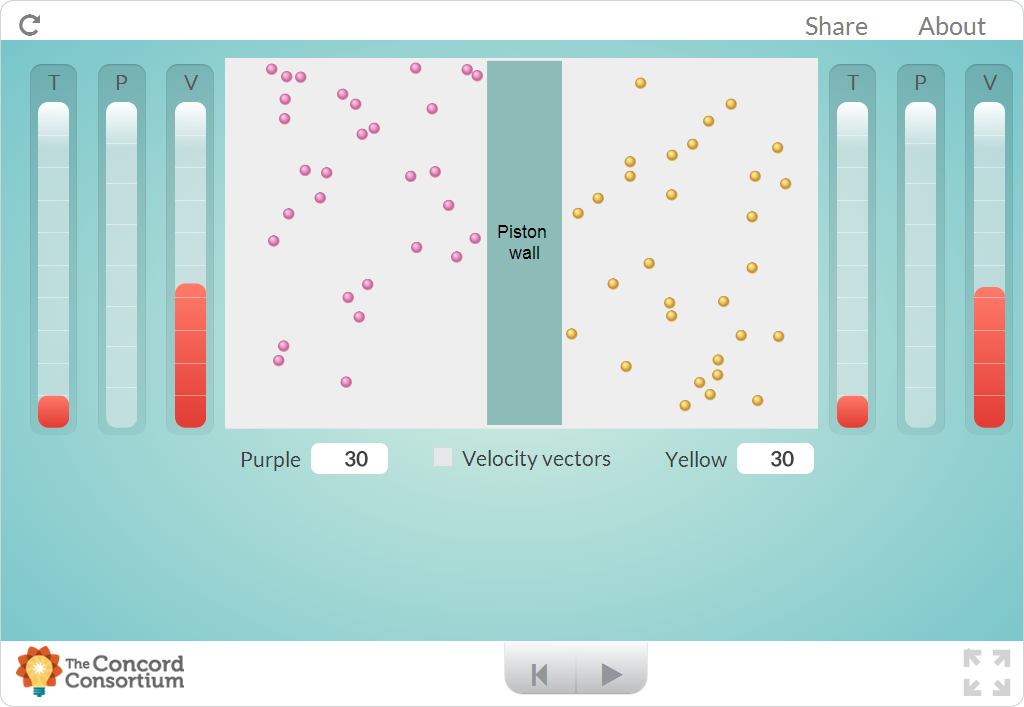 Share About
T P V
T P V
Piston
wall
Purple 30 Velocity vectors Yellow 30
The Concord
Consortium